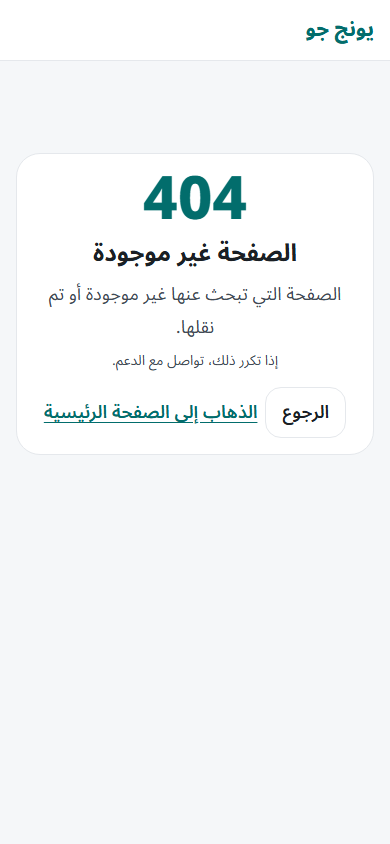 يونج جو
404
الصفحة غير موجودة
الصفحة التي تبحث عنها غير موجودة أو تم
نقلها.
إذا تكرر ذلك، تواصل مع الدعم.
الرجوع
الذهاب إلى الصفحة الرئيسية